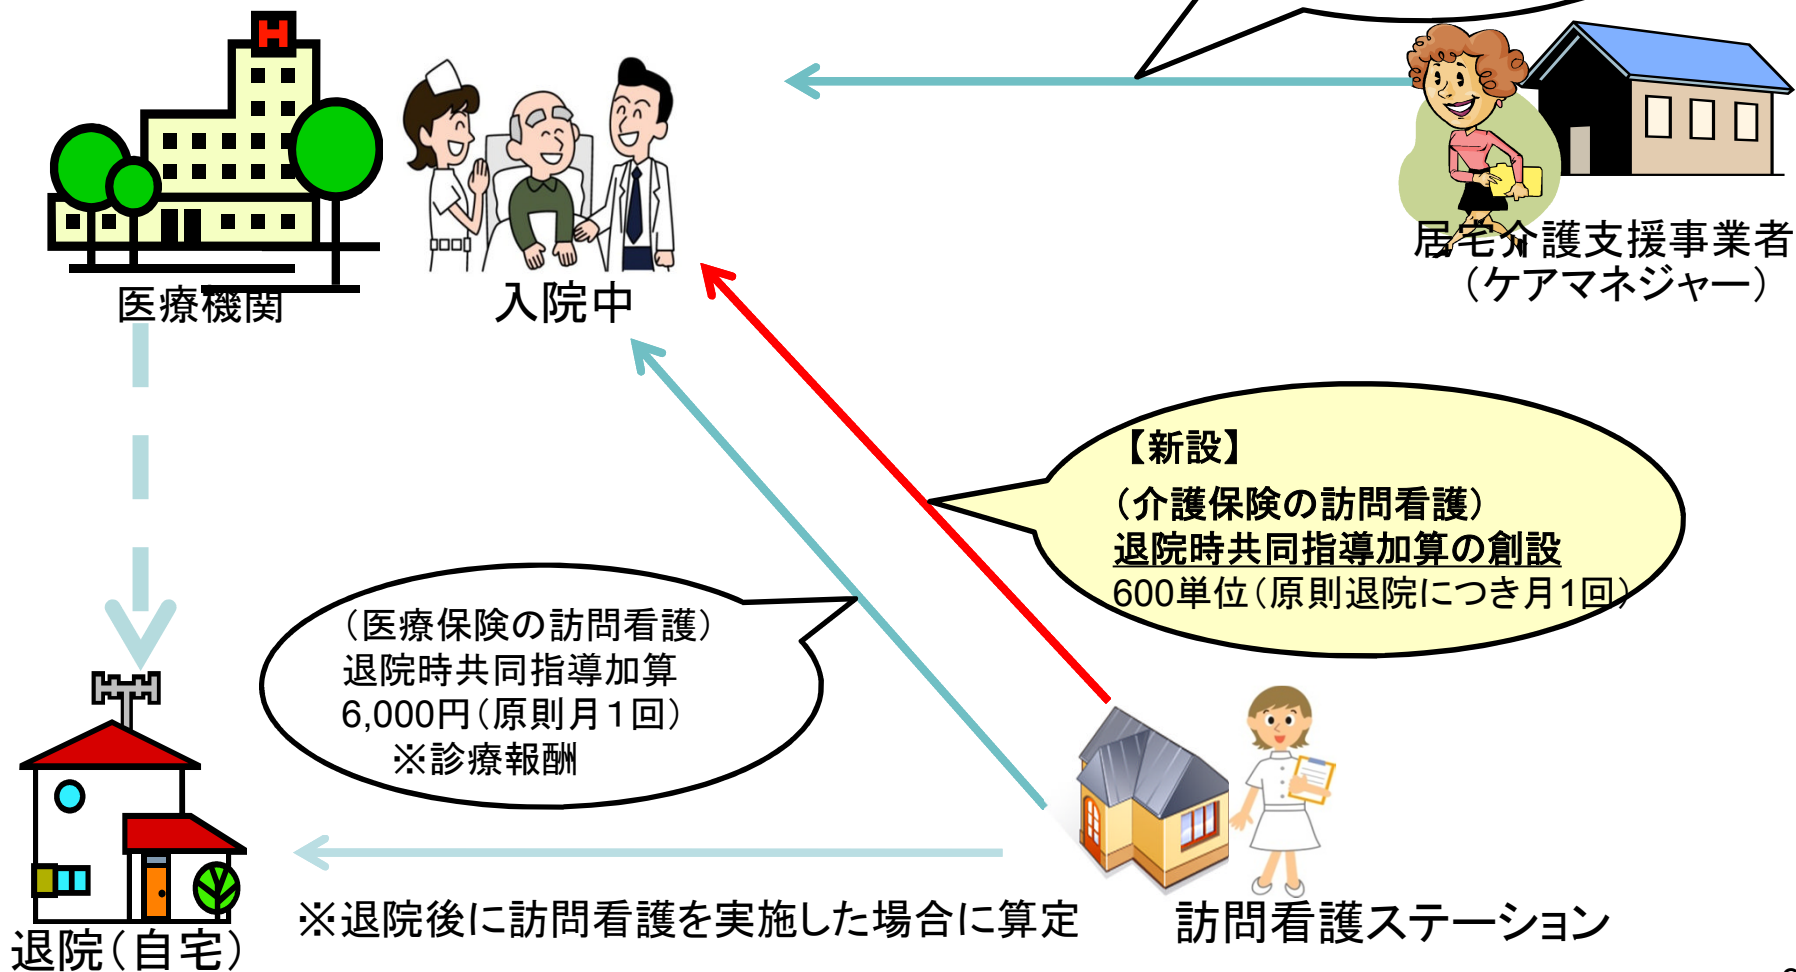 H
居宅介護支援事業者
（ケアマネジャー）
医療機関
入院中
【新設】
（介護保険の訪問看護）
退院時共同指導加算の創設
600単位（原則退院につき月1回）
（医療保険の訪問看護）
退院時共同指導加算
6,000円（原則月１回）
※診療報酬
※退院後に訪問看護を実施した場合に算定
訪問看護ステーション
退院（自宅）